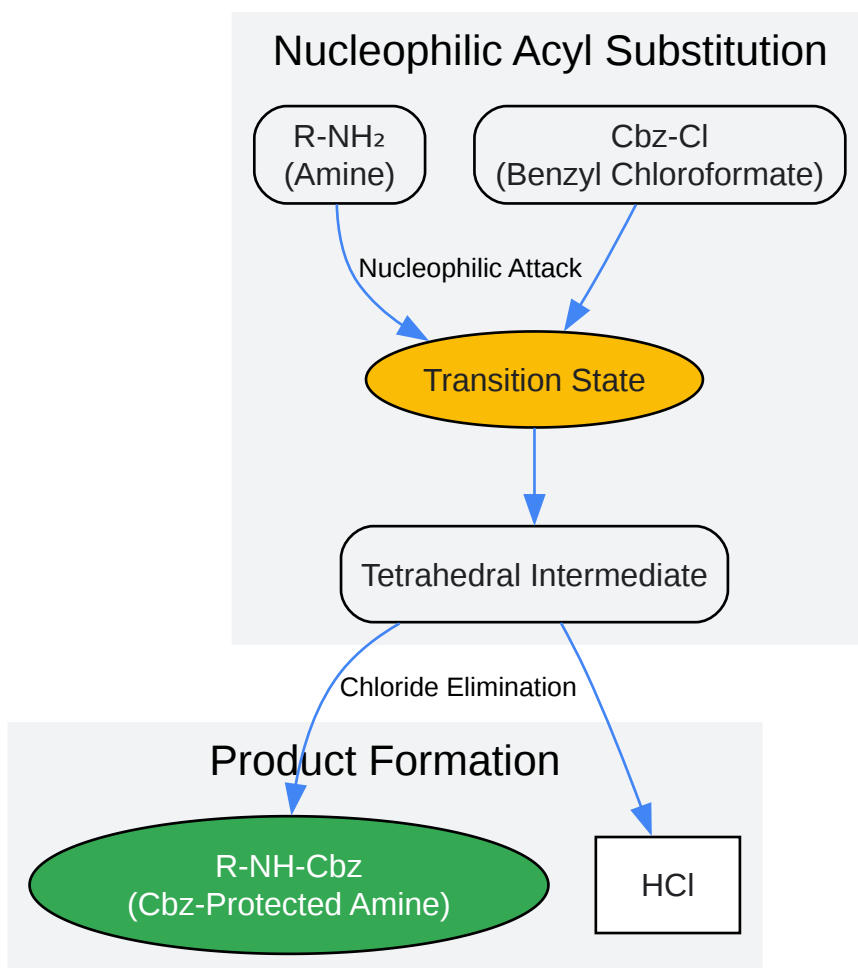 Nucleophilic Acyl Substitution
R-NH₂
(Amine)
Cbz-Cl
(Benzyl Chloroformate)
Nucleophilic Attack
Transition State
Tetrahedral Intermediate
Chloride Elimination
Product Formation
R-NH-Cbz
(Cbz-Protected Amine)
HCl